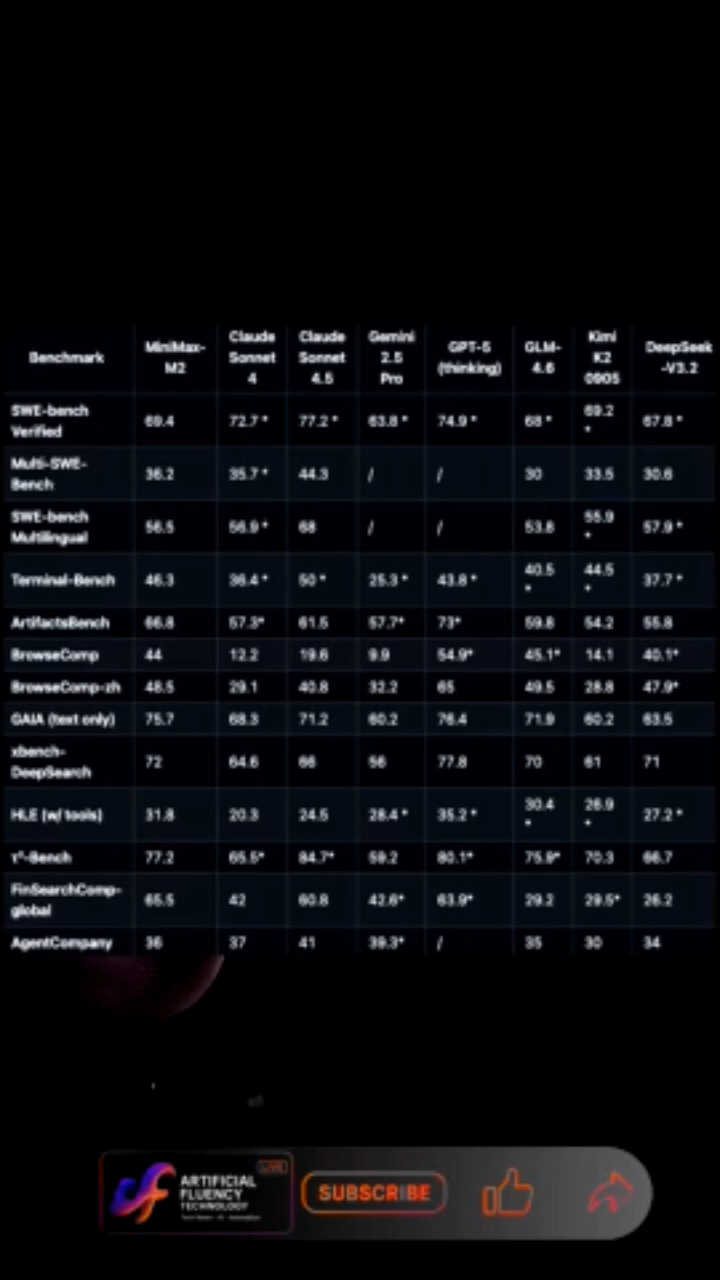 Benchmark MiniMax-M2 Claude Sonnet 4 Claude Sonnet 4.5 Gemini 2.5 Pro GPT-5 (thinking) GLM-4.6 Kimi K2 0905 DeepSeek-V3.2
SWE-bench Verified 69.4 72.7 * 77.2 * 63.8 * 74.9 * 68 * 69.2 * 67.8 *
Multi-SWE-Bench 36.2 35.7 * 44.3 / / 30 33.5 30.6
SWE-bench Multilingual 56.5 56.9 * 68 / / 53.8 55.9 * 57.9 *
Terminal-Bench 46.3 36.4 * 50 * 25.3 * 43.8 * 40.5 * 44.5 * 37.7 *
ArtifactsBench 66.8 57.3* 61.5 57.7* 73* 59.8 54.2 55.8
BrowseComp 44 12.2 19.6 9.9 54.9* 45.1* 14.1 40.1*
BrowseComp-zh 48.5 29.1 40.8 32.2 65 49.5 28.8 47.9*
GAIA (text only) 75.7 68.3 71.2 60.2 76.4 71.9 60.2 63.5
xbench-DeepSearch 72 64.6 66 56 77.8 70 61 71
HLE (w/ tools) 31.8 20.3 24.5 28.4 * 35.2 * 30.4 * 26.9 * 27.2 *
τ²-Bench 77.2 65.5* 84.7* 59.2 80.1* 75.9* 70.3 66.7
FinSearchComp-global 65.5 42 60.8 42.6* 63.9* 29.2 29.5* 26.2
AgentCompany 36 37 41 39.3* / 35 30 34
LIVE
ARTIFICIAL
FLUENCY
TECHNOLOGY
SUBSCRIBE